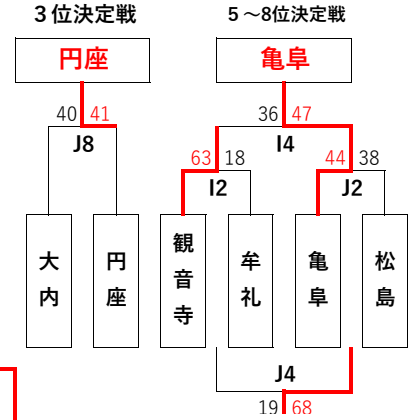 ３位決定戦
５～8位決定戦
円座
亀阜
40 41
36 47
J8
I4
63 18
44 38
I2
J2
大内
円座
観音寺
牟礼
亀阜
松島
J4
19 68